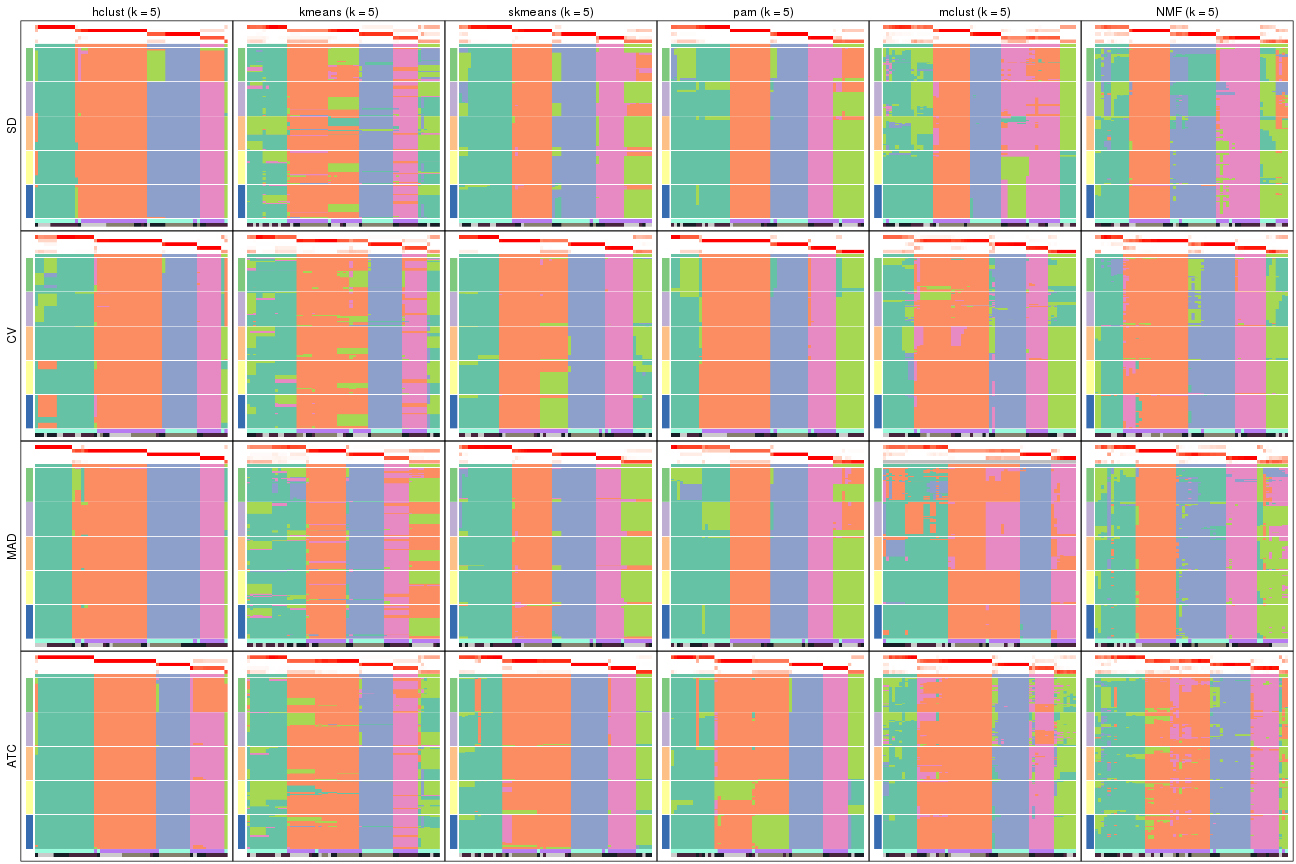 hclust (k = 5) kmeans (k = 5) skmeans (k = 5) pam (k = 5) mclust (k = 5) NMF (k = 5)
SD
CV
MAD
ATC